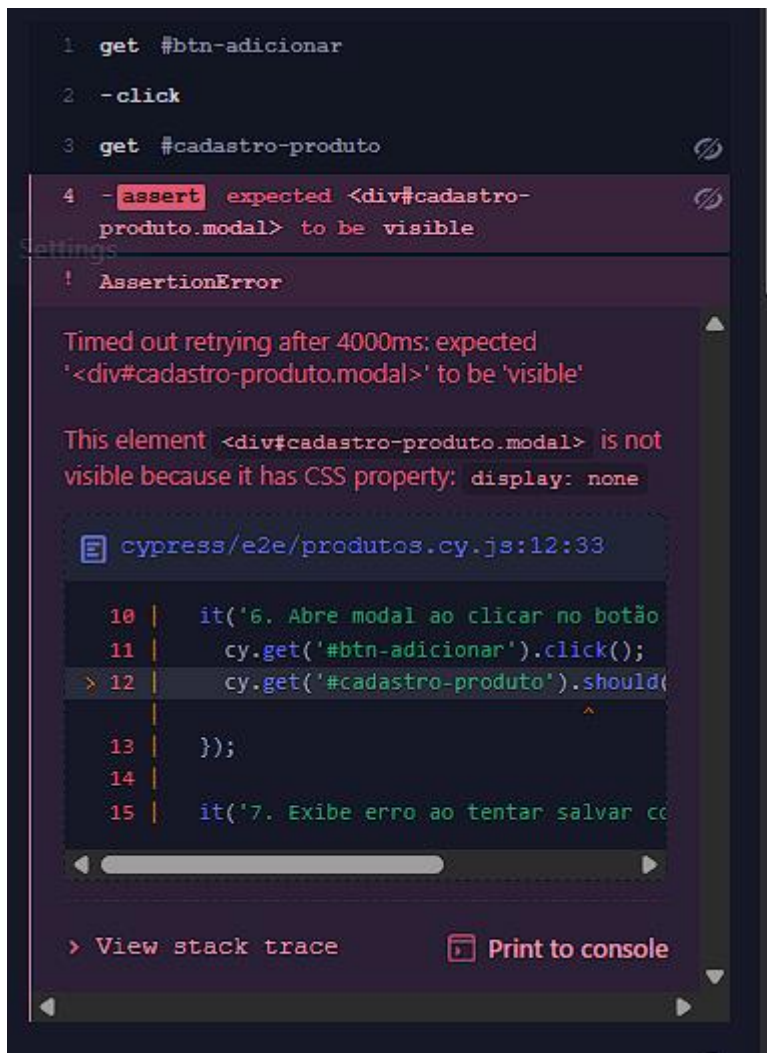 1 get #btn-adicionar
2 -click
3 get #cadastro-produto
4 -assert expected <div#cadastro-
produto.modal> to be visible
Settings
! AssertionError
Timed out retrying after 4000ms: expected
'<div#cadastro-produto.modal>' to be 'visible'
This element <div#cadastro-produto.modal> is not
visible because it has CSS property: display: none
cypress/e2e/produtos.cy.js:12:33
10 | it('6. Abre modal ao clicar no botão
11 | cy.get('#btn-adicionar').click();
> 12 | cy.get('#cadastro-produto').should(
| ^
13 | });
14 |
15 | it('7. Exibe erro ao tentar salvar co
> View stack trace Print to console